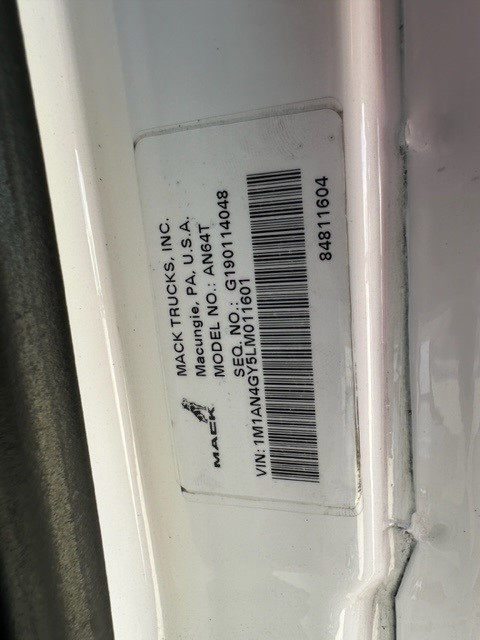 MACK TRUCKS, INC.
Macungie, PA, U.S.A.
MODEL NO.: AN64T
SEQ. NO.: G190114048
MACK
VIN: 1M1AN4GY5LM011601
84811604